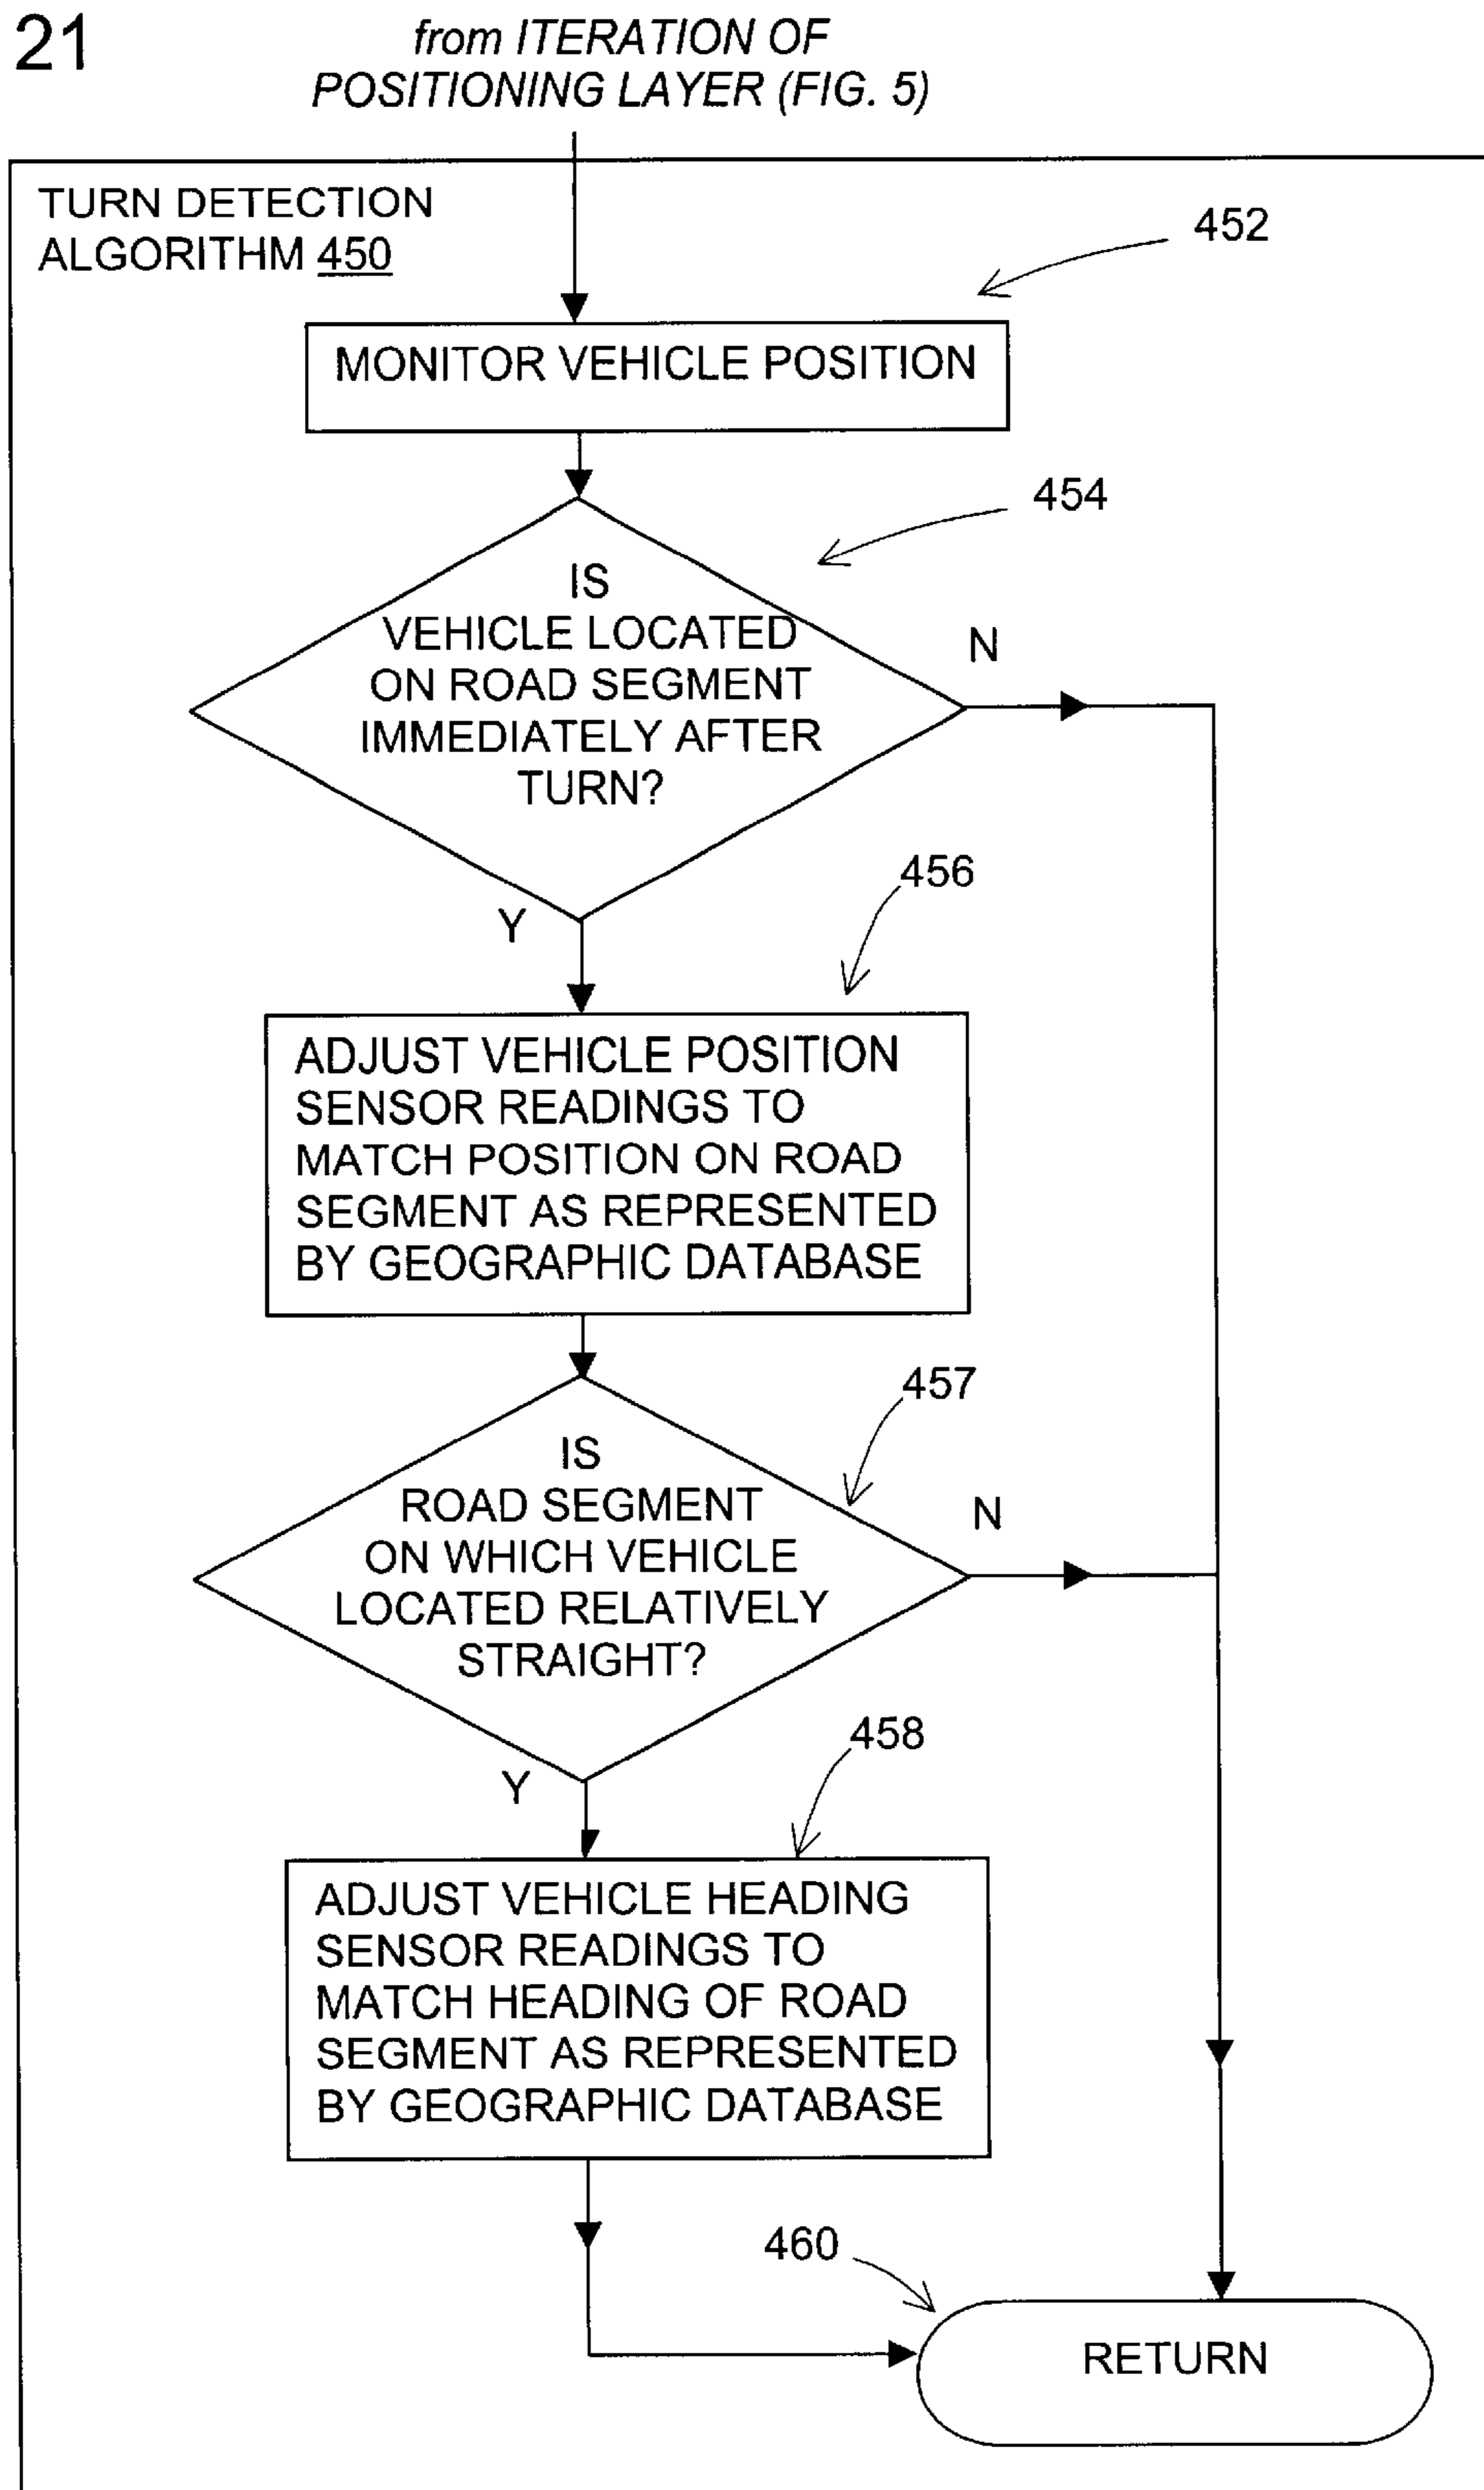 21
from ITERATION OF
POSITIONING LAYER (FIG. 5)
TURN DETECTION
ALGORITHM 450
452
MONITOR VEHICLE POSITION
454
IS
VEHICLE LOCATED
ON ROAD SEGMENT
IMMEDIATELY AFTER
TURN?
N
Y
456
ADJUST VEHICLE POSITION
SENSOR READINGS TO
MATCH POSITION ON ROAD
SEGMENT AS REPRESENTED
BY GEOGRAPHIC DATABASE
457
IS
ROAD SEGMENT
ON WHICH VEHICLE
LOCATED RELATIVELY
STRAIGHT?
N
Y
458
ADJUST VEHICLE HEADING
SENSOR READINGS TO
MATCH HEADING OF ROAD
SEGMENT AS REPRESENTED
BY GEOGRAPHIC DATABASE
460
RETURN